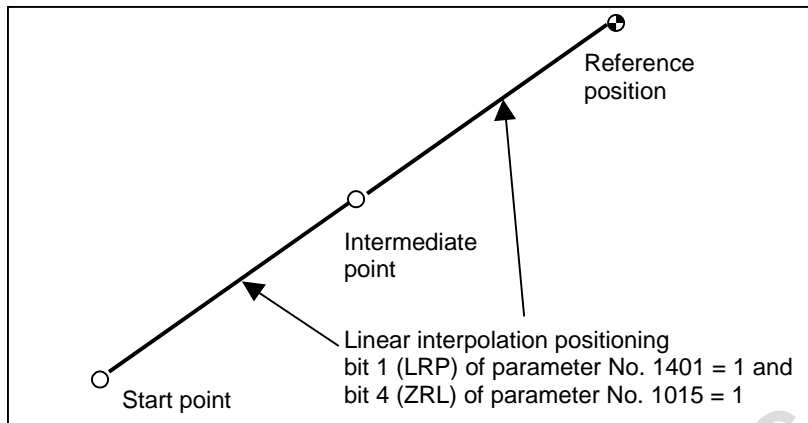 Reference
position
Intermediate
point
Linear interpolation positioning
bit 1 (LRP) of parameter No. 1401 = 1 and
bit 4 (ZRL) of parameter No. 1015 = 1
Start point